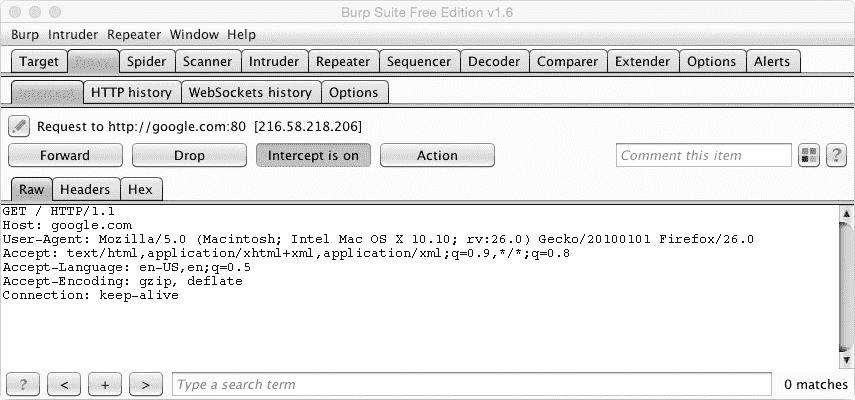 Burp Suite Free Edition v1.6
Burp Intruder Repeater Window Help
Target Proxy Spider Scanner Intruder Repeater Sequencer Decoder Comparer Extender Options Alerts
Intercept HTTP history WebSockets history Options
Request to http://google.com:80 [216.58.218.206]
Forward Drop Intercept is on Action Comment this item ?
Raw Headers Hex
GET / HTTP/1.1
Host: google.com
User-Agent: Mozilla/5.0 (Macintosh; Intel Mac OS X 10.10; rv:26.0) Gecko/20100101 Firefox/26.0
Accept: text/html,application/xhtml+xml,application/xml;q=0.9,*/*;q=0.8
Accept-Language: en-US,en;q=0.5
Accept-Encoding: gzip, deflate
Connection: keep-alive
? < + > Type a search term 0 matches